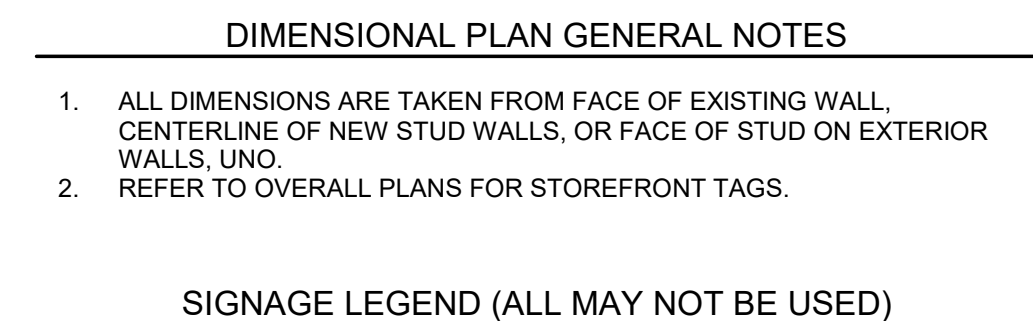 DIMENSIONAL PLAN GENERAL NOTES
1. ALL DIMENSIONS ARE TAKEN FROM FACE OF EXISTING WALL,
CENTERLINE OF NEW STUD WALLS, OR FACE OF STUD ON EXTERIOR
WALLS, UNO.
2. REFER TO OVERALL PLANS FOR STOREFRONT TAGS.
SIGNAGE LEGEND (ALL MAY NOT BE USED)